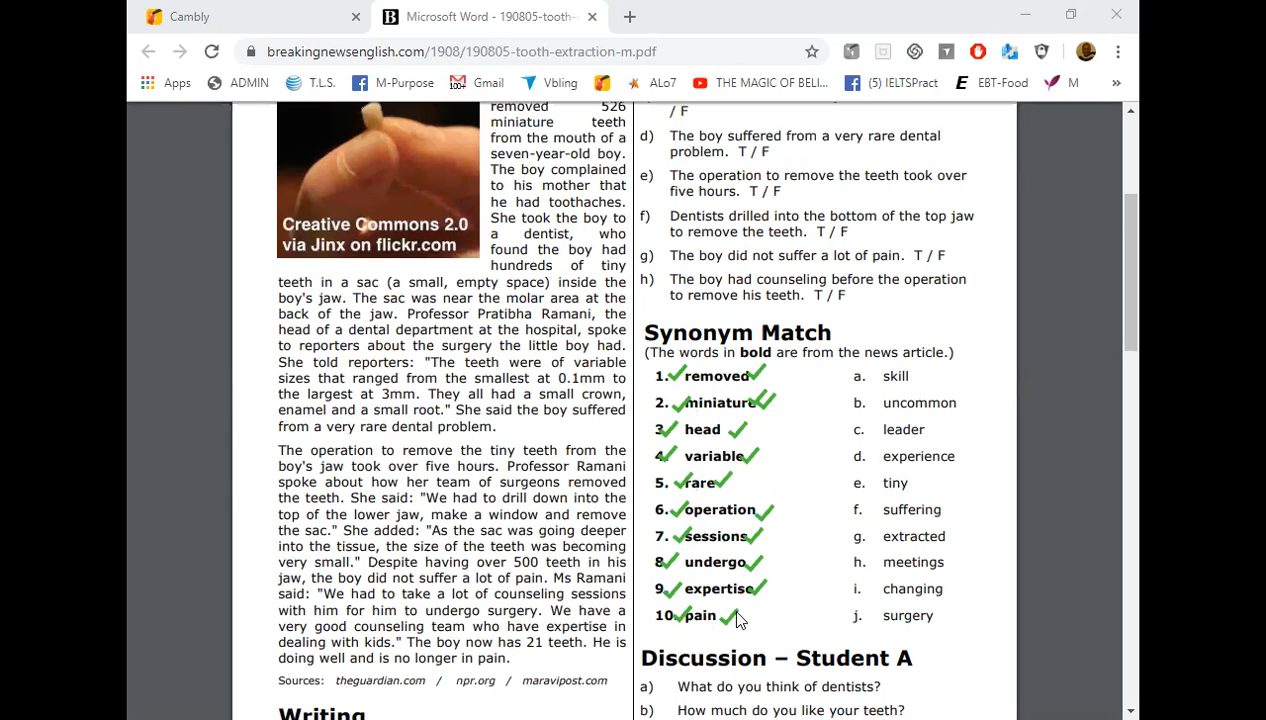 Cambly
Microsoft Word - 190805-tooth-
breakingnewsenglish.com/1908/190805-tooth-extraction-m.pdf
Apps ADMIN T.L.S. M-Purpose 100+ Gmail Vbling ALo7 THE MAGIC OF BELI... (5) IELTSPract EBT-Food M »
removed 526
miniature teeth
from the mouth of a
seven-year-old boy.
The boy complained
to his mother that
he had toothaches.
She took the boy to
a dentist, who
found the boy had
hundreds of tiny
Creative Commons 2.0
via Jinx on flickr.com
teeth in a sac (a small, empty space) inside the
boy's jaw. The sac was near the molar area at the
back of the jaw. Professor Pratibha Ramani, the
head of a dental department at the hospital, spoke
to reporters about the surgery the little boy had.
She told reporters: "The teeth were of variable
sizes that ranged from the smallest at 0.1mm to
the largest at 3mm. They all had a small crown,
enamel and a small root." She said the boy suffered
from a very rare dental problem.
The operation to remove the tiny teeth from the
boy's jaw took over five hours. Professor Ramani
spoke about how her team of surgeons removed
the teeth. She said: "We had to drill down into the
top of the lower jaw, make a window and remove
the sac." She added: "As the sac was going deeper
into the tissue, the size of the teeth was becoming
very small." Despite having over 500 teeth in his
jaw, the boy did not suffer a lot of pain. Ms Ramani
said: "We had to take a lot of counseling sessions
with him for him to undergo surgery. We have a
very good counseling team who have expertise in
dealing with kids." The boy now has 21 teeth. He is
doing well and is no longer in pain.
Sources: theguardian.com / npr.org / maravipost.com
Writing
/ F
d) The boy suffered from a very rare dental
problem. T / F
e) The operation to remove the teeth took over
five hours. T / F
f) Dentists drilled into the bottom of the top jaw
to remove the teeth. T / F
g) The boy did not suffer a lot of pain. T / F
h) The boy had counseling before the operation
to remove his teeth. T / F
Synonym Match
(The words in bold are from the news article.)
1. removed a. skill
2. miniature b. uncommon
3. head c. leader
4. variable d. experience
5. rare e. tiny
6. operation f. suffering
7. sessions g. extracted
8. undergo h. meetings
9. expertise i. changing
10. pain j. surgery
Discussion – Student A
a) What do you think of dentists?
b) How much do you like your teeth?